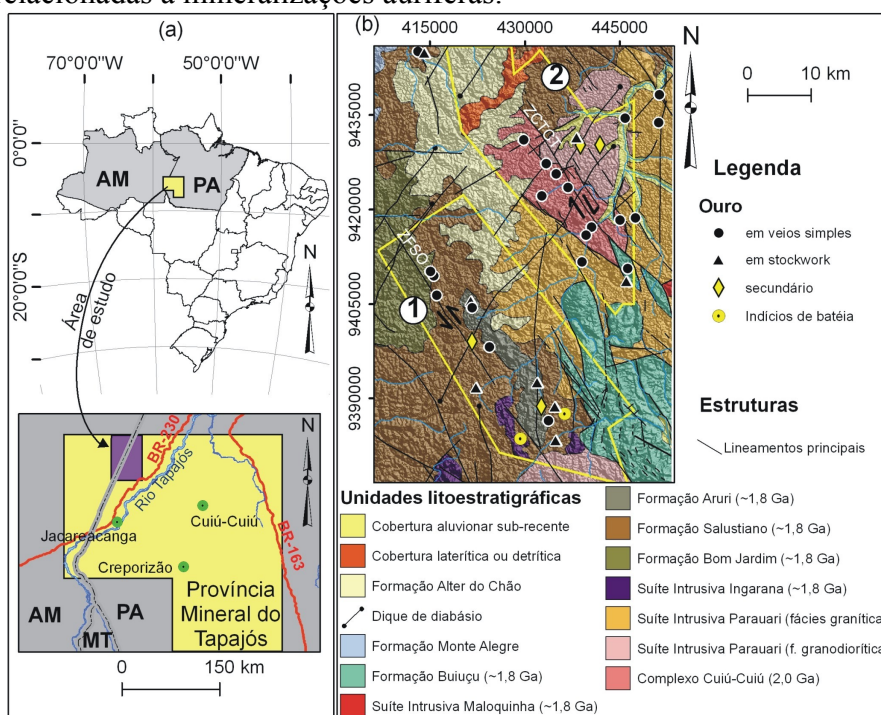 relacionadas a mineralizações auríferas.
(a)
70°0'0"W
50°0'0"W
0°0'0"
AM
PA
20°0'0"S
N
Área
de estudo
N
BR-230
Rio Tapajós
Cuiú-Cuiú
Jacareacanga
BR-163
Creporizão
Província
Mineral do
Tapajós
AM
PA
MT
0 150 km
(b)
415000 430000 445000
N
0 10 km
2
9435000
ZCTCT
9420000
ZFSO
9405000
1
9390000
Legenda
Ouro
em veios simples
em stockwork
secundário
Indícios de batéia
Estruturas
Lineamentos principais
Unidades litoestratigráficas
Cobertura aluvionar sub-recente
Cobertura laterítica ou detrítica
Formação Alter do Chão
Dique de diabásio
Formação Monte Alegre
Formação Buiuçu (~1,8 Ga)
Suíte Intrusiva Maloquinha (~1,8 Ga)
Formação Aruri (~1,8 Ga)
Formação Salustiano (~1,8 Ga)
Formação Bom Jardim (~1,8 Ga)
Suíte Intrusiva Ingarana (~1,8 Ga)
Suíte Intrusiva Parauari (fácies granítica
Suíte Intrusiva Parauari (f. granodiorítica
Complexo Cuiú-Cuiú (2,0 Ga)